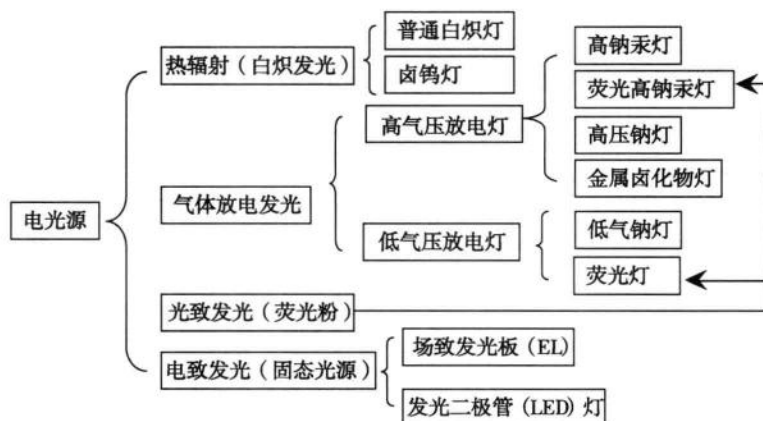 电光源
热辐射（白炽发光）
普通白炽灯
卤钨灯
气体放电发光
高气压放电灯
高钠汞灯
荧光高钠汞灯
高压钠灯
金属卤化物灯
低气压放电灯
低气钠灯
荧光灯
光致发光（荧光粉）
电致发光（固态光源）
场致发光板（EL）
发光二极管（LED）灯